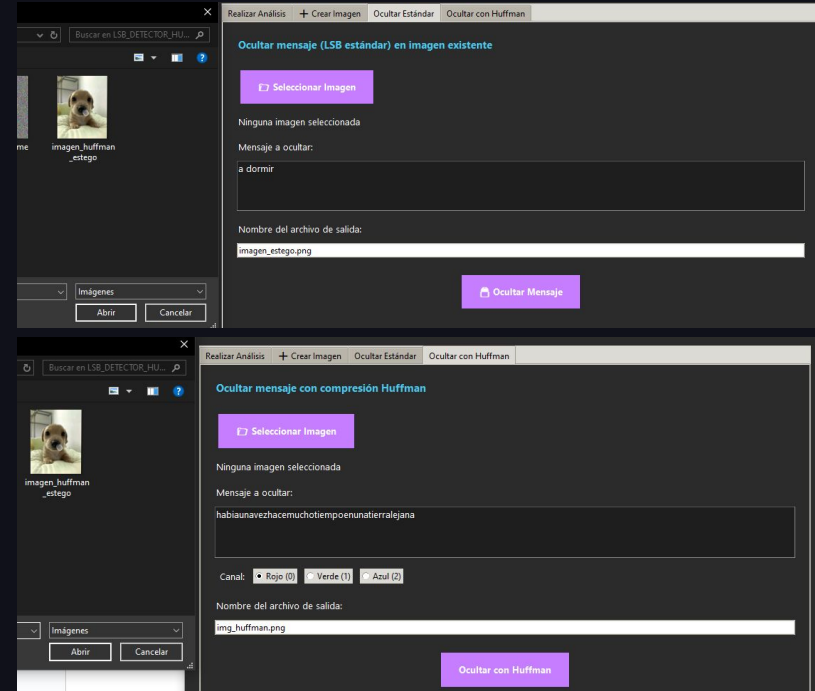 ×
Realizar Análisis + Crear Imagen Ocultar Estándar Ocultar con Huffman
Buscar en LSB_DETECTOR_HU...
Ocultar mensaje (LSB estándar) en imagen existente
Seleccionar Imagen
Ninguna imagen seleccionada
me imagen_huffman
_estego
Mensaje a ocultar:
a dormir
Nombre del archivo de salida:
imagen_estego.png
Imágenes
Ocultar Mensaje
Abrir Cancelar
×
Realizar Análisis + Crear Imagen Ocultar Estándar Ocultar con Huffman
Buscar en LSB_DETECTOR_HU...
Ocultar mensaje con compresión Huffman
Seleccionar Imagen
Ninguna imagen seleccionada
imagen_huffman
_estego
Mensaje a ocultar:
habiaunavezhacemuchotiempoenunatierralejana
Canal: Rojo (0) Verde (1) Azul (2)
Nombre del archivo de salida:
img_huffman.png
Imágenes
Abrir Cancelar
Ocultar con Huffman